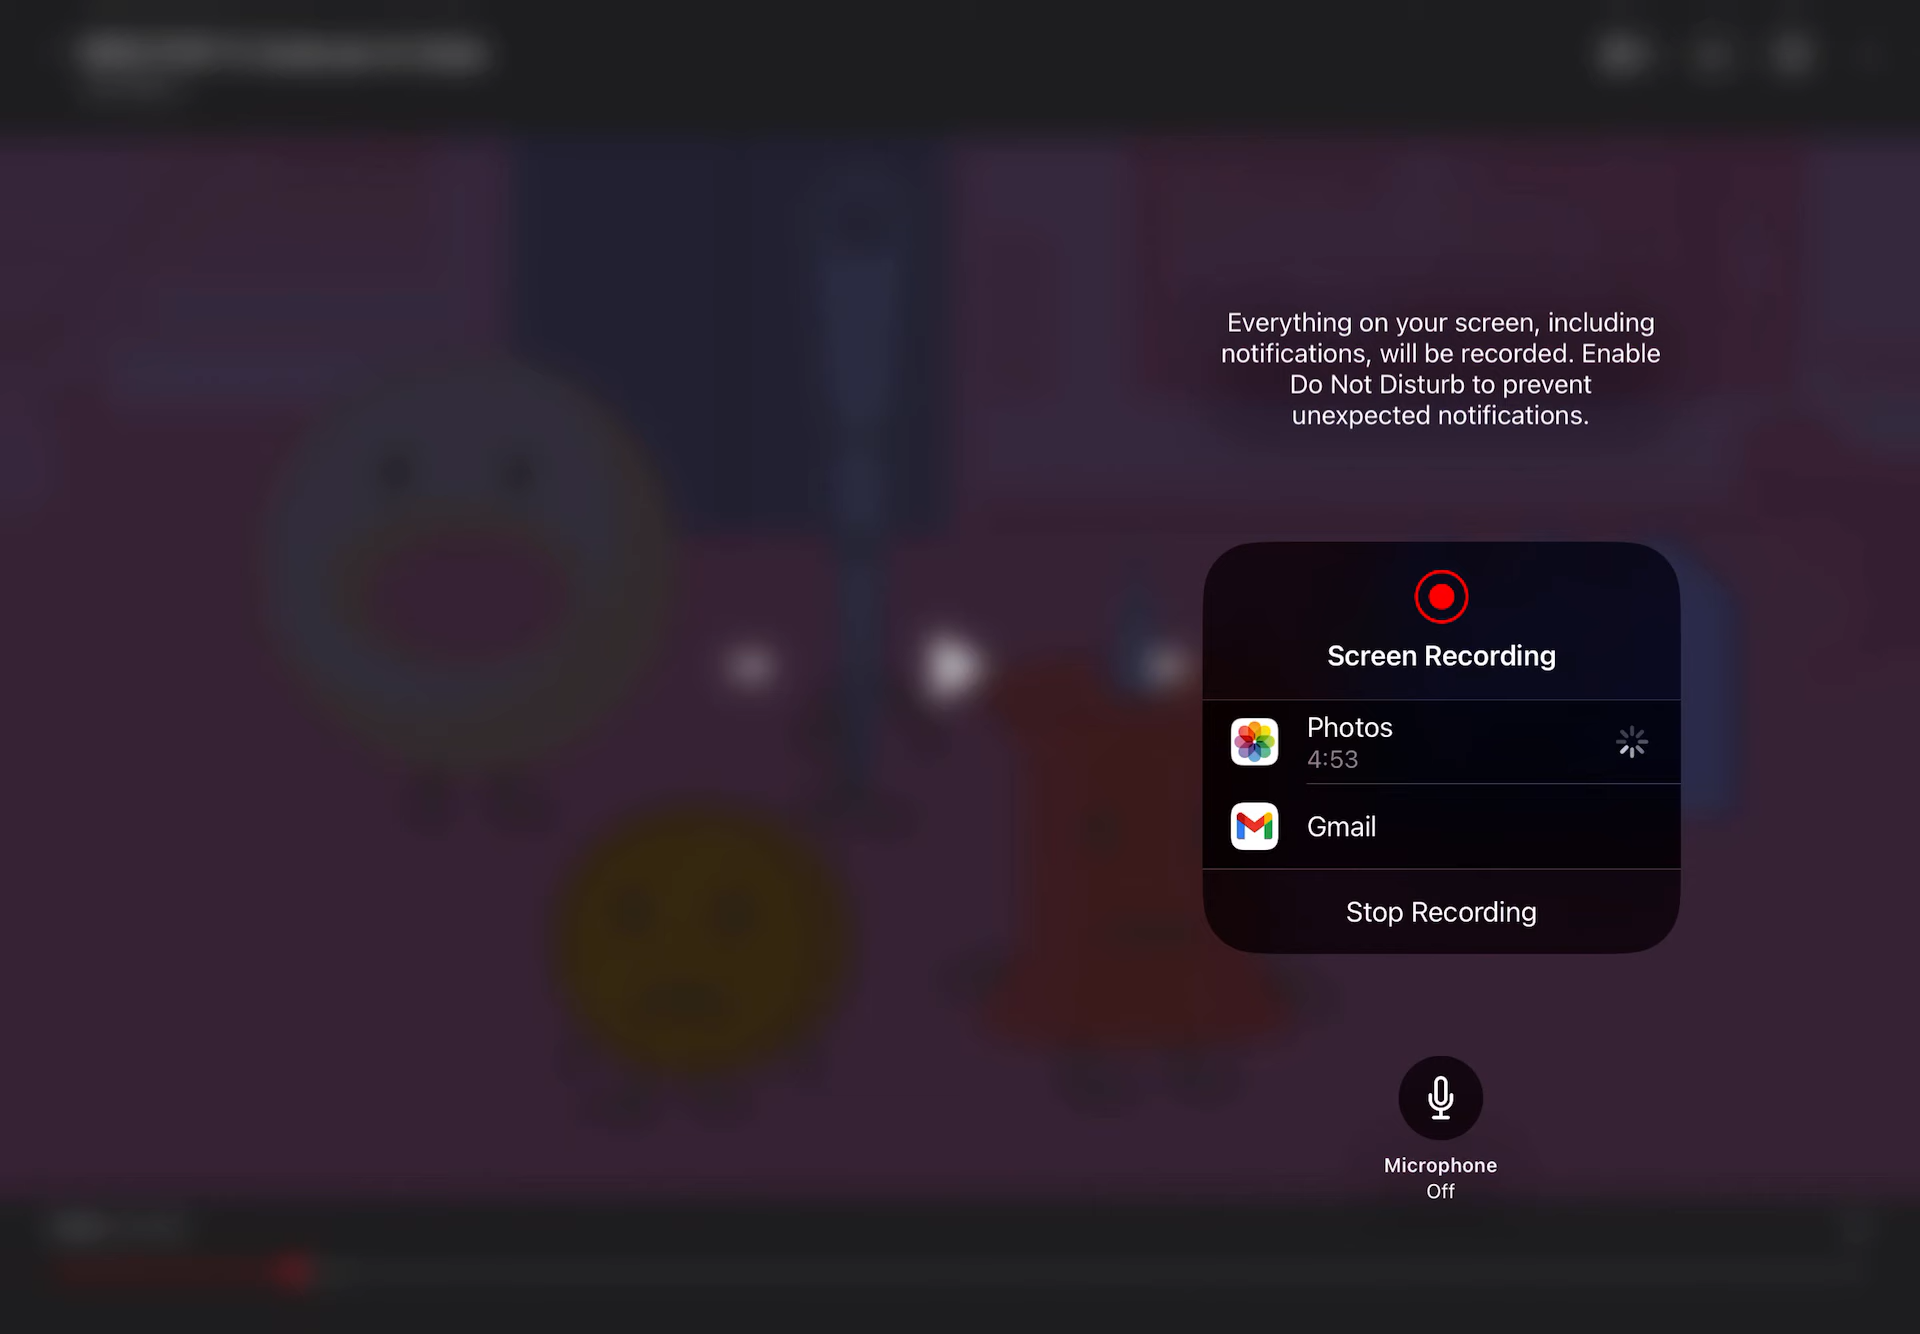 Everything on your screen, including
notifications, will be recorded. Enable
Do Not Disturb to prevent
unexpected notifications.
Screen Recording
Photos
4:53
Gmail
Stop Recording
Microphone
Off